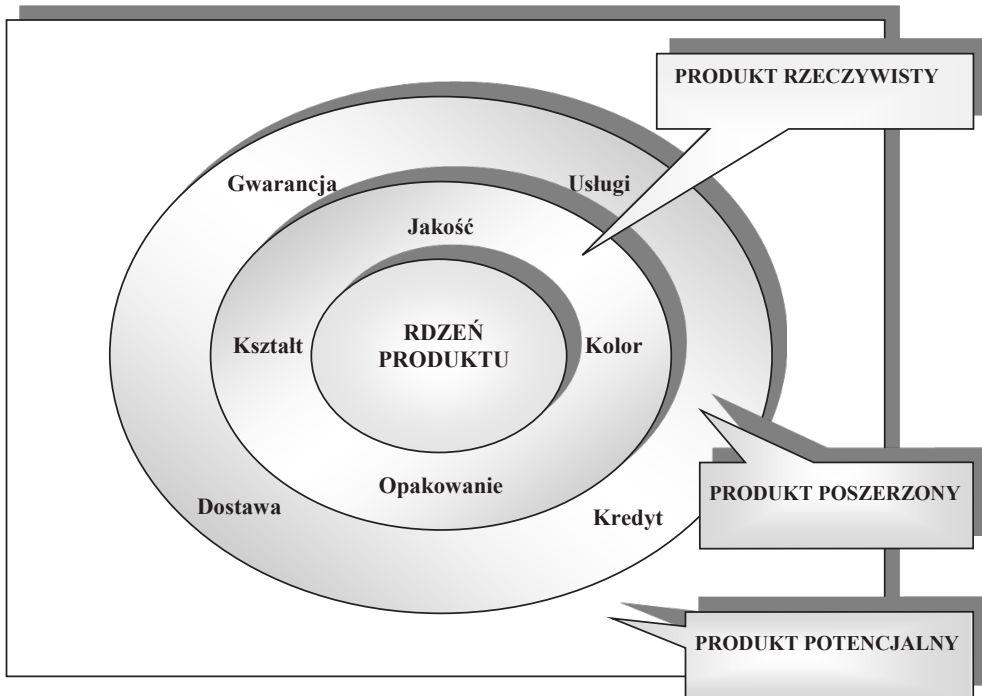 PRODUKT RZECZYWISTY
Gwarancja
Usługi
Jakość
RDZEŃ
PRODUKTU
Kształt
Kolor
Opakowanie
PRODUKT POSZERZONY
Dostawa
Kredyt
PRODUKT POTENCJALNY